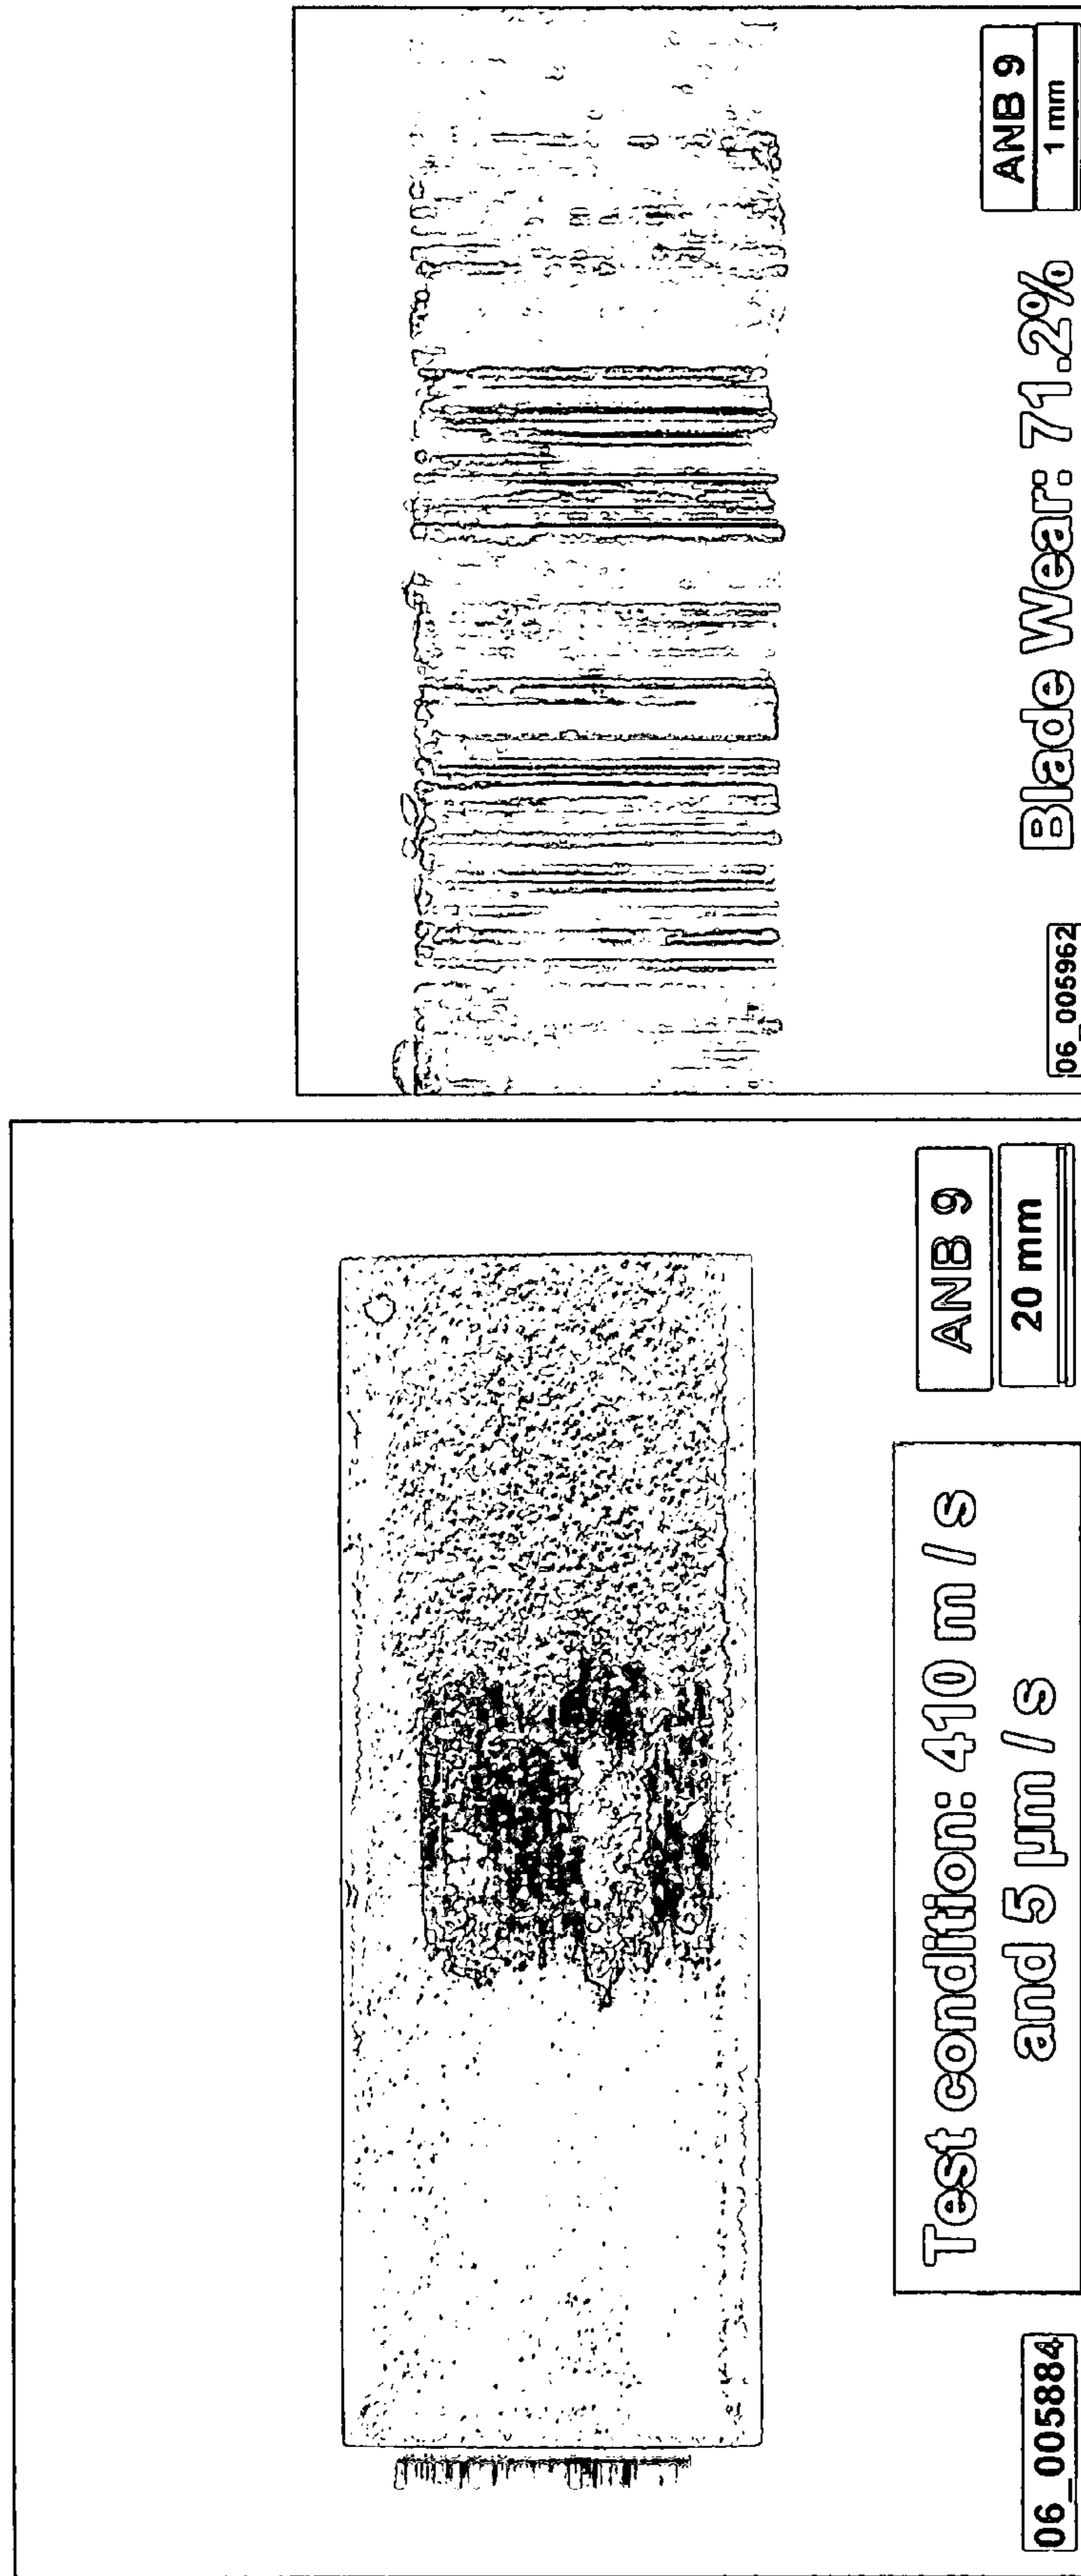 06_005884
Test condition: 410 m / s
and 5 µm / s
ANB 9
20 mm
06_005962
Blade Wear: 71.2%
ANB 9
1 mm